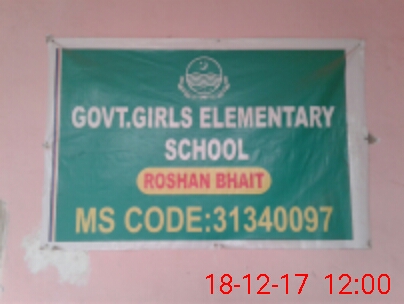 GOVT.GIRLS ELEMENTARY
SCHOOL
ROSHAN BHAIT
MS CODE:31340097
18-12-17 12:00